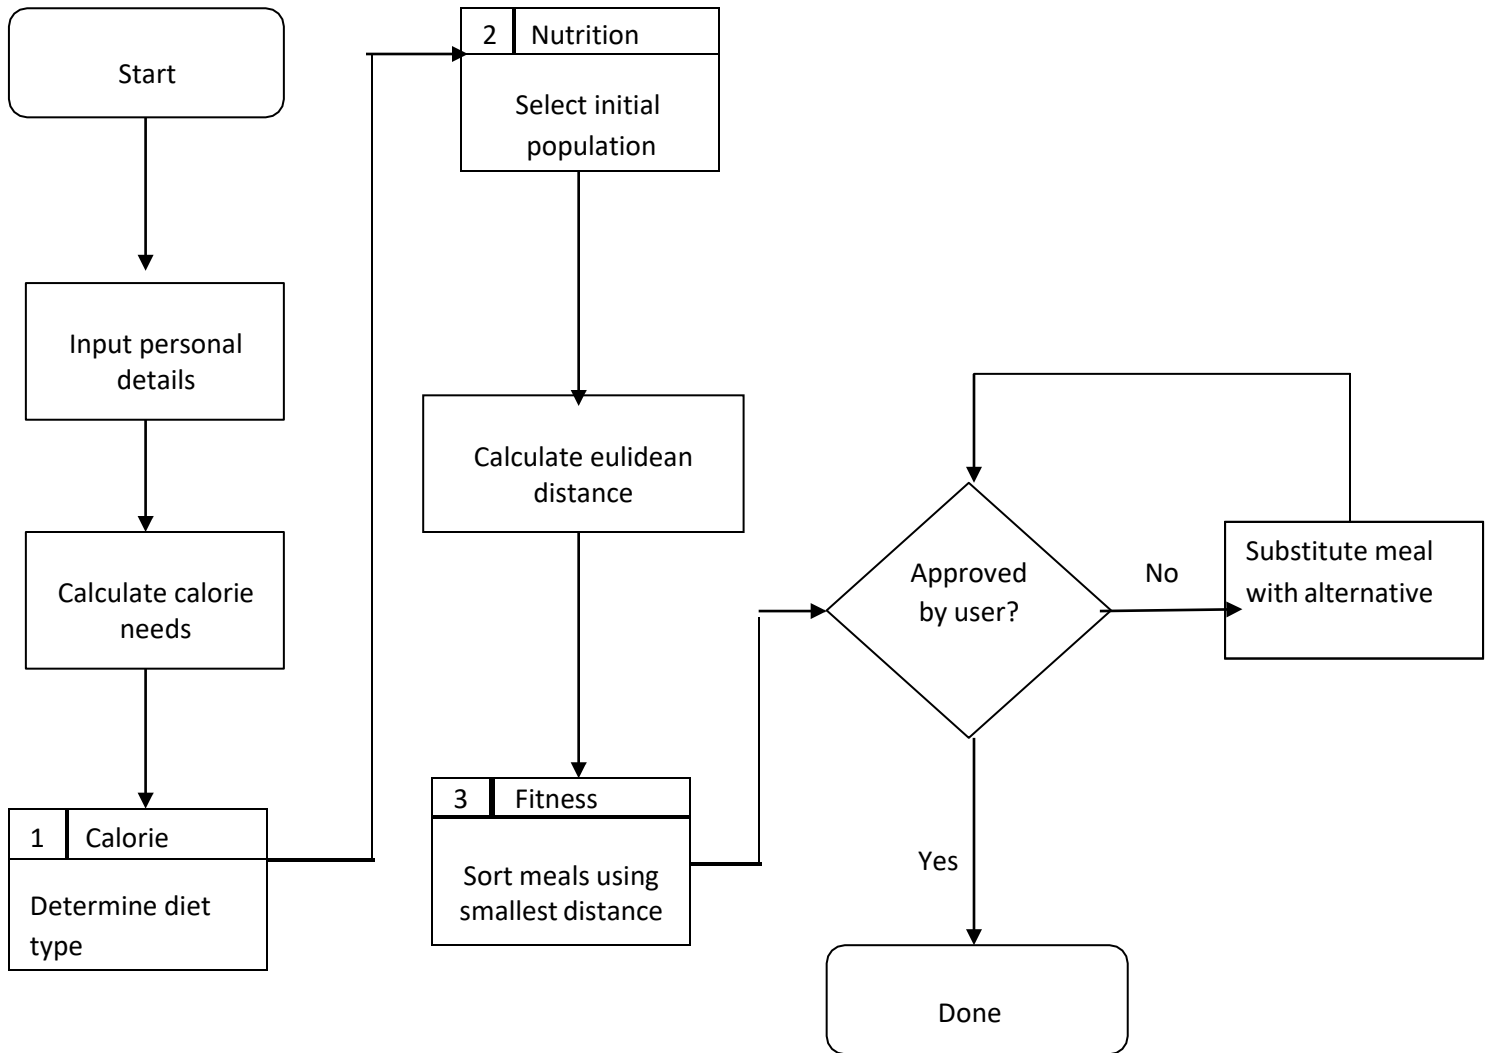 Start
Input personal
details
Calculate calorie
needs
1 Calorie
Determine diet
type
2 Nutrition
Select initial
population
Calculate eulidean
distance
3 Fitness
Sort meals using
smallest distance
Approved
by user?
No
Substitute meal
with alternative
Yes
Done